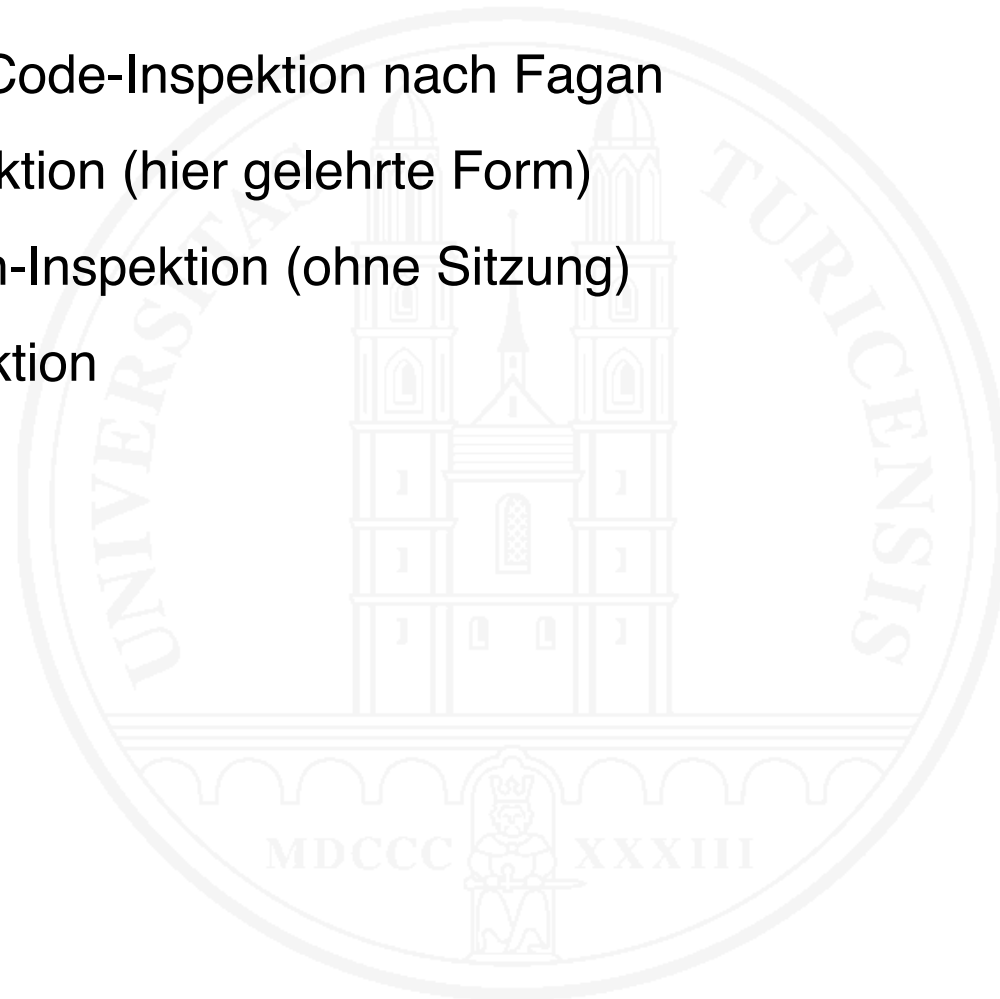 Code-Inspektion nach Fagan
ktion (hier gelehrte Form)
n-Inspektion (ohne Sitzung)
ktion
UNIVERSITAS
TURICENSIS
MDCCC XXXIII